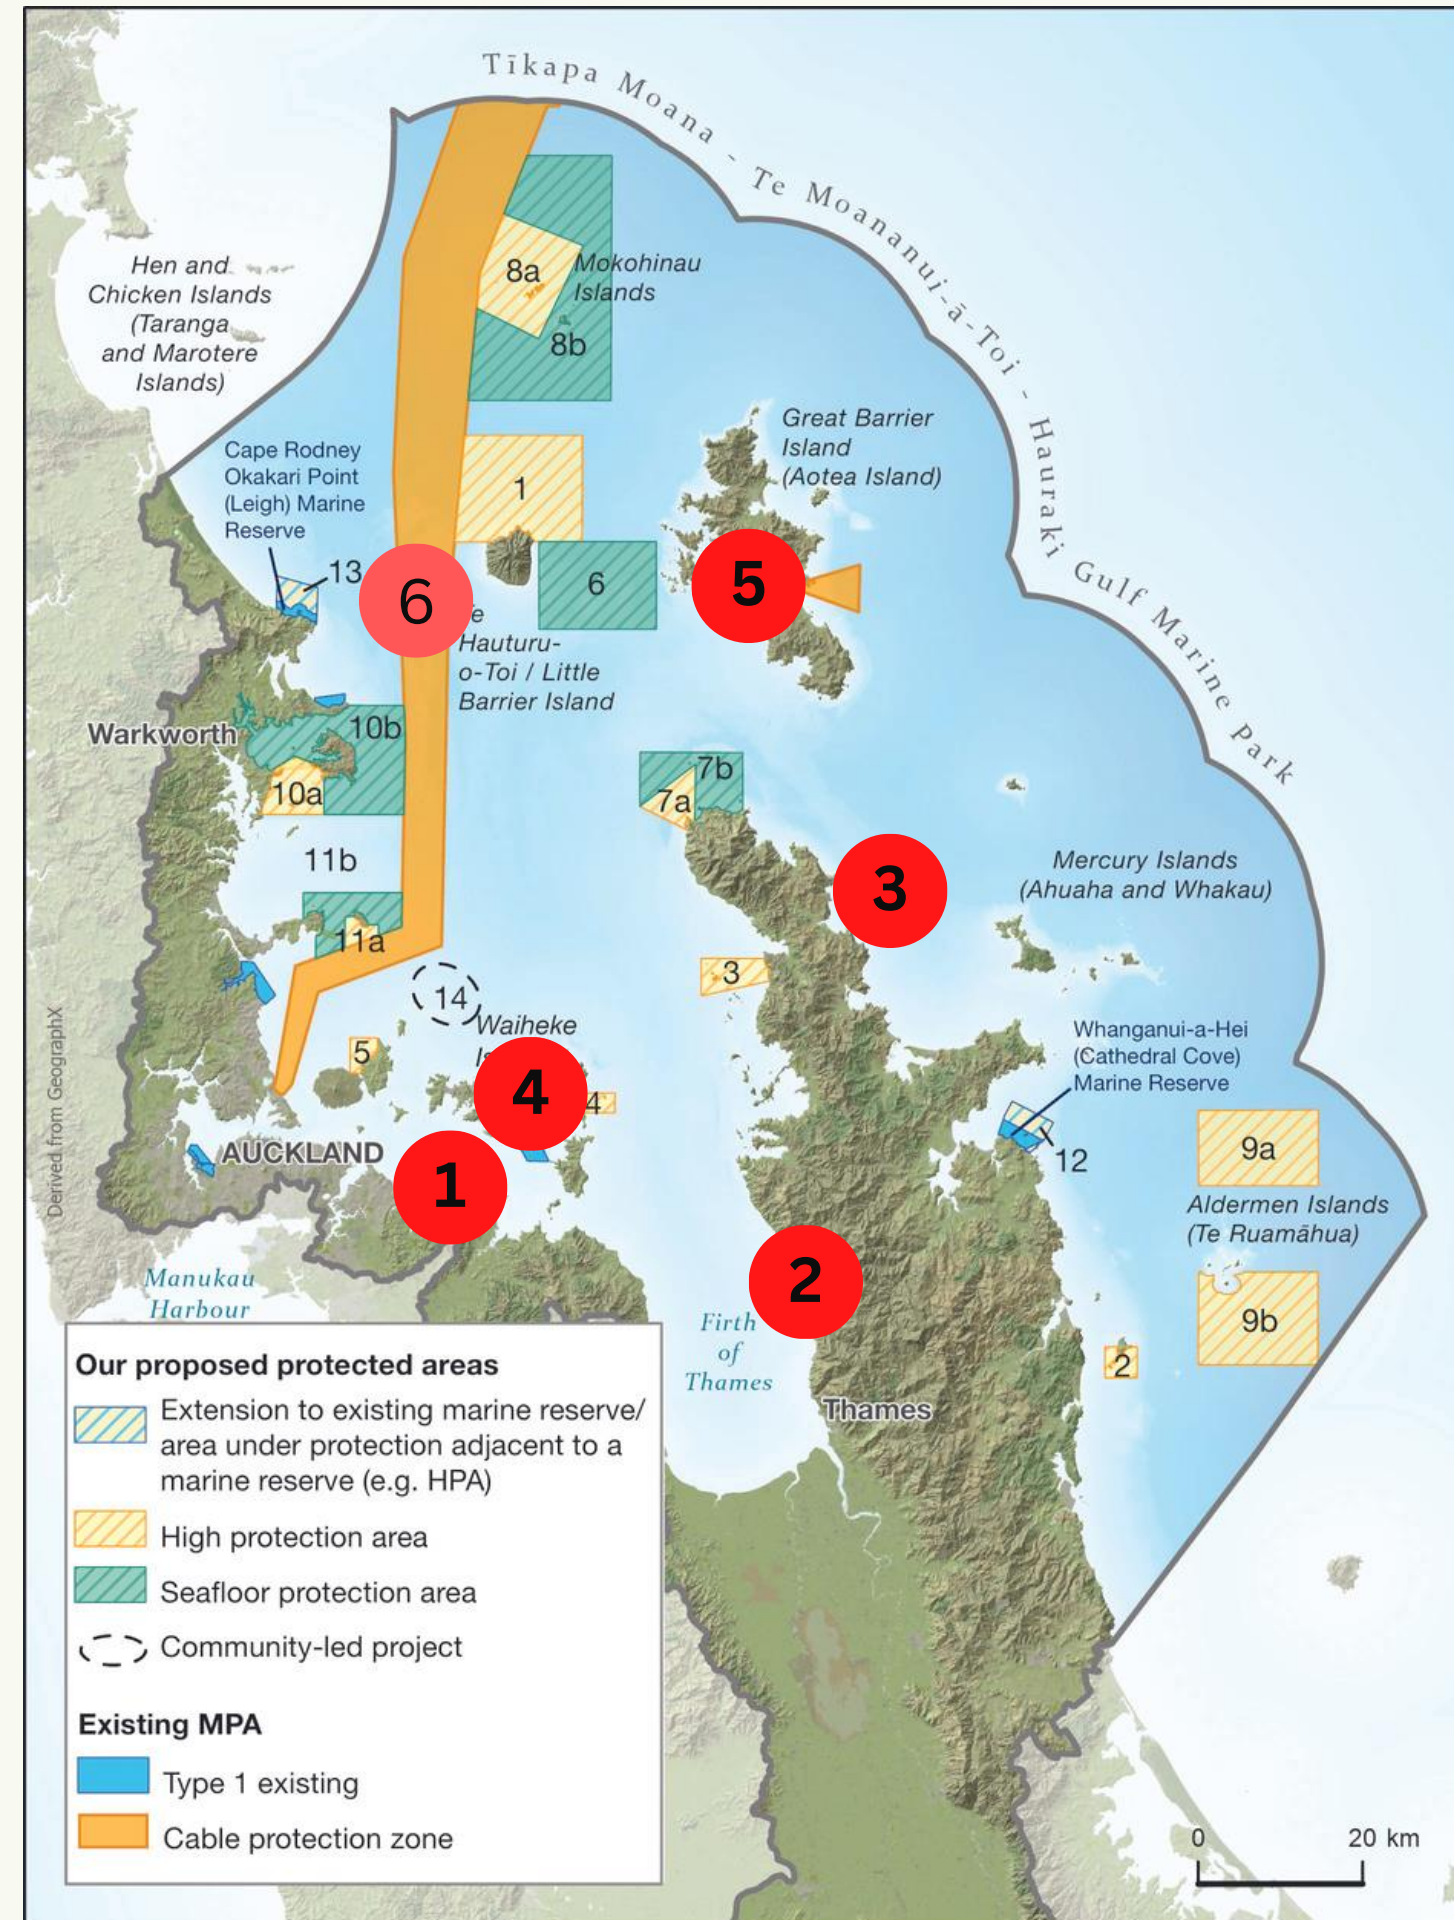 Tīkapa Moana - Te Moananui-ā-Toi - Hauraki Gulf Marine Park
Hen and
Chicken Islands
(Taranga
and Marotere
Islands)
8a
Mokohinau
Islands
8b
Great Barrier
Island
(Aotea Island)
Cape Rodney
Okakari Point
(Leigh) Marine
Reserve
1
13
6
6
5
e
Hauturu-
o-Toi / Little
Barrier Island
Warkworth
10b
10a
7b
7a
11b
3
Mercury Islands
(Ahuaha and Whakau)
11a
3
14
Waiheke
Is
5
4
4
Whanganui-a-Hei
(Cathedral Cove)
Marine Reserve
12
9a
AUCKLAND
1
Aldermen Islands
(Te Ruamāhua)
Derived from GeographX
Manukau
Harbour
2
Firth
of
Thames
9b
2
Thames
Our proposed protected areas
Extension to existing marine reserve/
area under protection adjacent to a
marine reserve (e.g. HPA)
High protection area
Seafloor protection area
Community-led project
Existing MPA
Type 1 existing
Cable protection zone
0 20 km